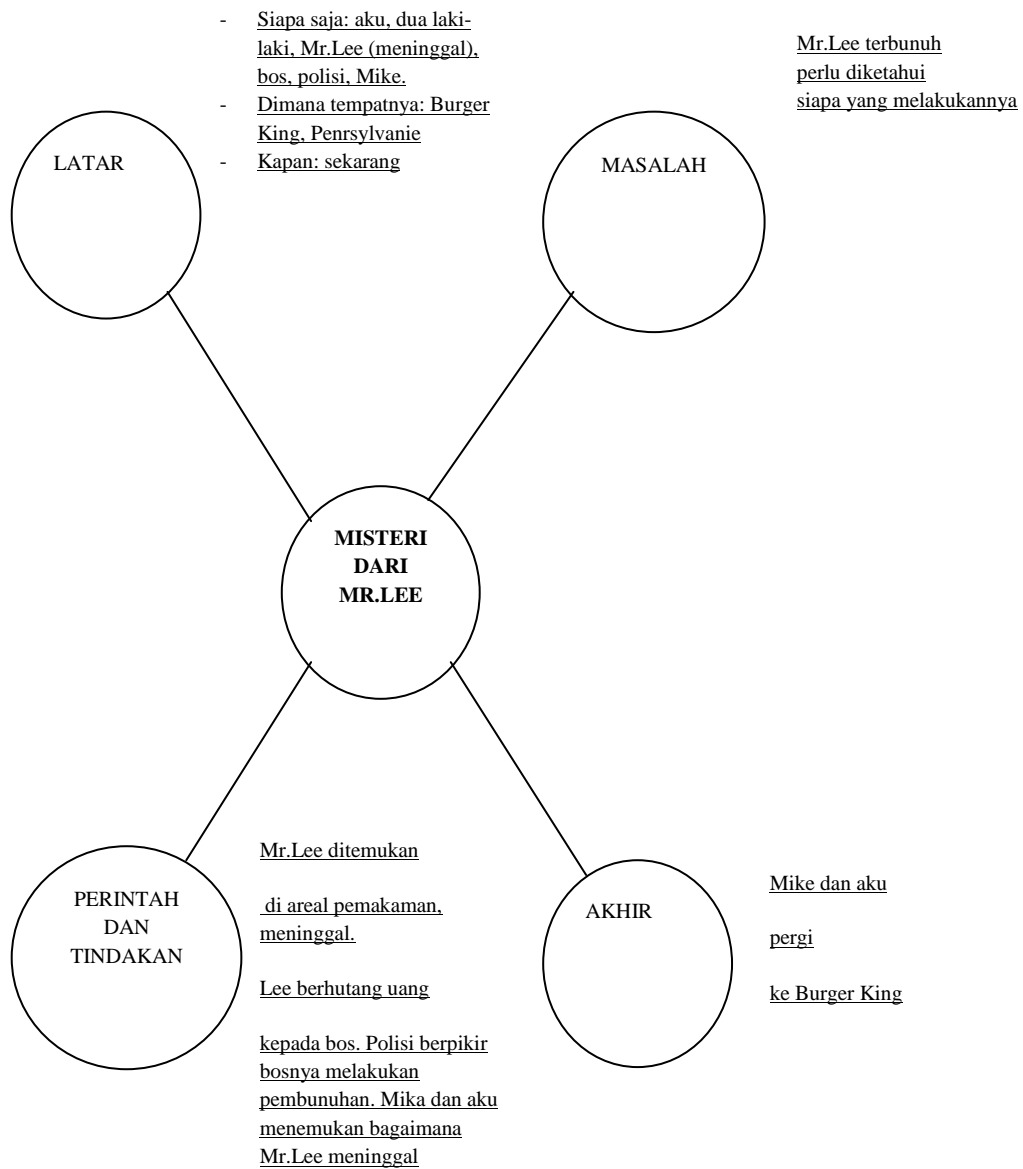 - Siapa saja: aku, dua laki-
laki, Mr.Lee (meninggal),
bos, polisi, Mike.
- Dimana tempatnya: Burger
King, Penrsylvanie
- Kapan: sekarang
LATAR
Mr.Lee terbunuh
perlu diketahui
siapa yang melakukannya
MASALAH
MISTERI
DARI
MR.LEE
PERINTAH
DAN
TINDAKAN
Mr.Lee ditemukan
di areal pemakaman,
meninggal.
Lee berhutang uang
kepada bos. Polisi berpikir
bosnya melakukan
pembunuhan. Mika dan aku
menemukan bagaimana
Mr.Lee meninggal
AKHIR
Mike dan aku
pergi
ke Burger King